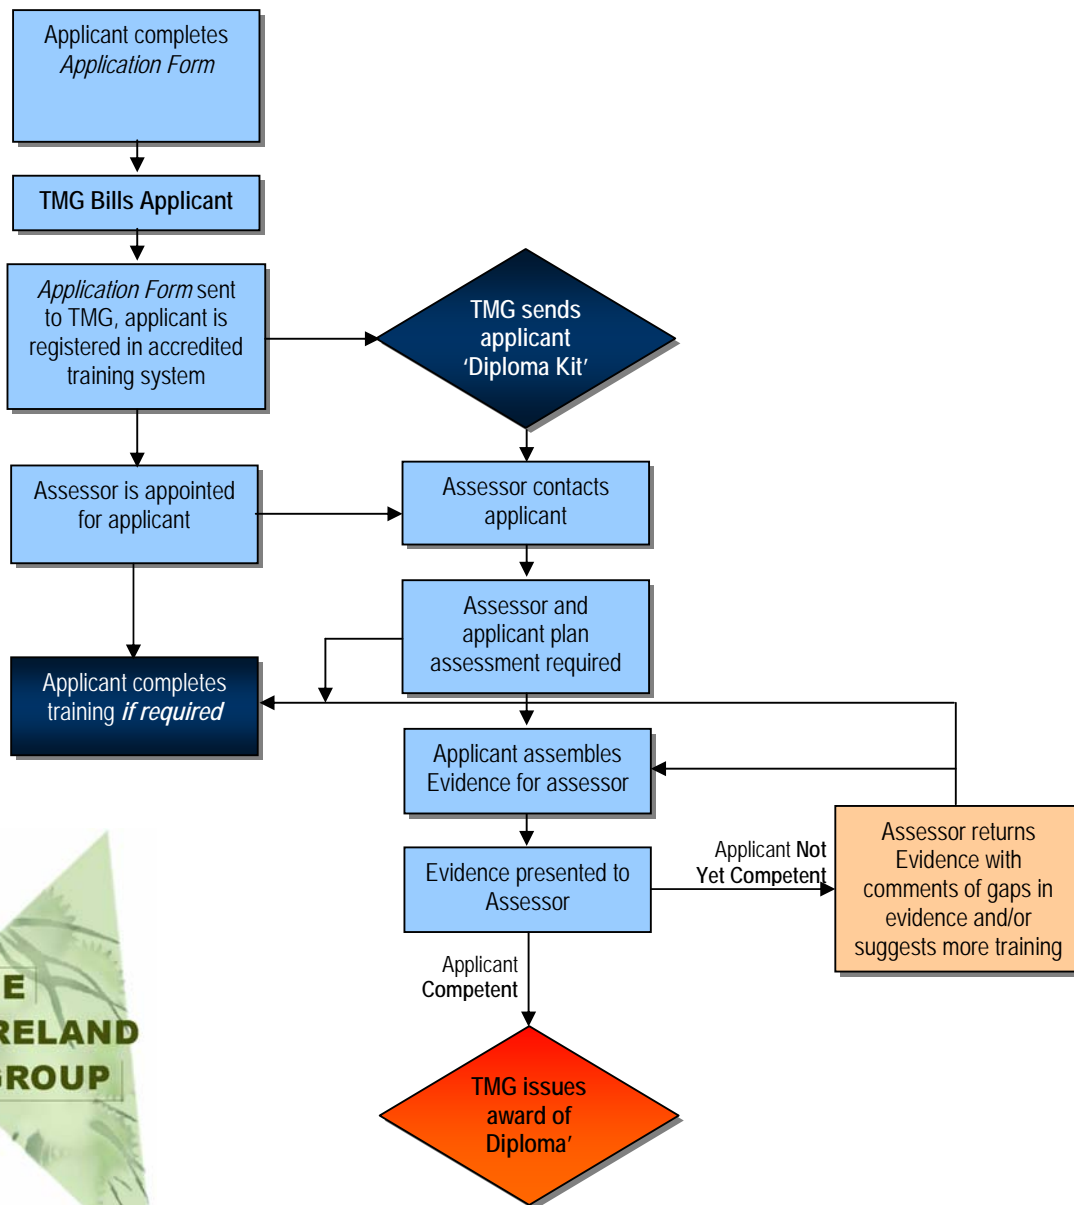 Applicant completes
Application Form
TMG Bills Applicant
Application Form sent
to TMG, applicant is
registered in accredited
training system
TMG sends
applicant
‘Diploma Kit’
Assessor is appointed
for applicant
Assessor contacts
applicant
Assessor and
applicant plan
assessment required
Applicant completes
training if required
Applicant assembles
Evidence for assessor
Evidence presented to
Assessor
Applicant Not
Yet Competent
Assessor returns
Evidence with
comments of gaps in
evidence and/or
suggests more training
Applicant
Competent
TMG issues
award of
Diploma’
E
RELAND
GROUP